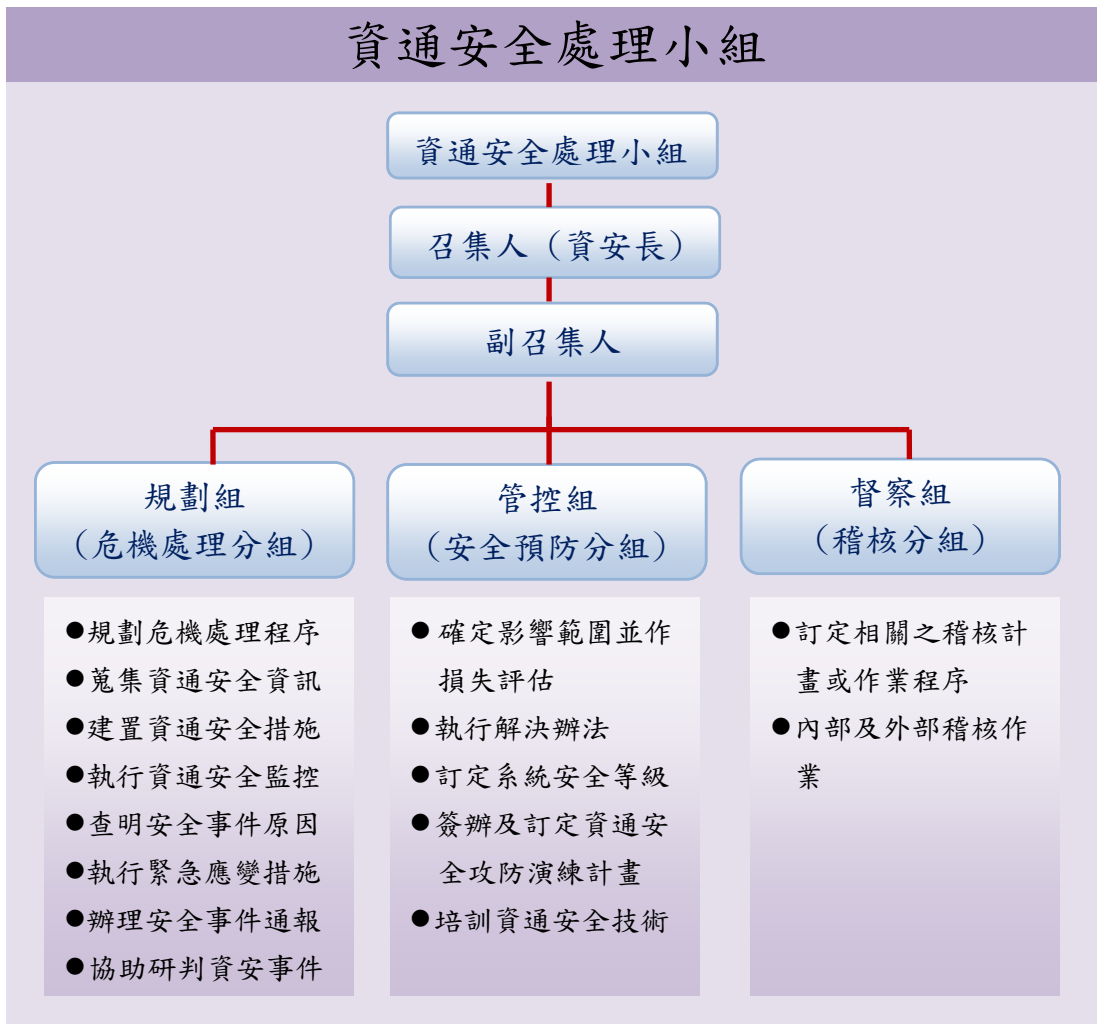 資通安全處理小組
資通安全處理小組
召集人（資安長）
副召集人
規劃組
（危機處理分組）
●規劃危機處理程序
●蒐集資通安全資訊
●建置資通安全措施
●執行資通安全監控
●查明安全事件原因
●執行緊急應變措施
●辦理安全事件通報
●協助研判資安事件
管控組
（安全預防分組）
●確定影響範圍並作
損失評估
●執行解決辦法
●訂定系統安全等級
●簽辦及訂定資通安
全攻防演練計畫
●培訓資通安全技術
督察組
（稽核分組）
●訂定相關之稽核計
畫或作業程序
●內部及外部稽核作
業